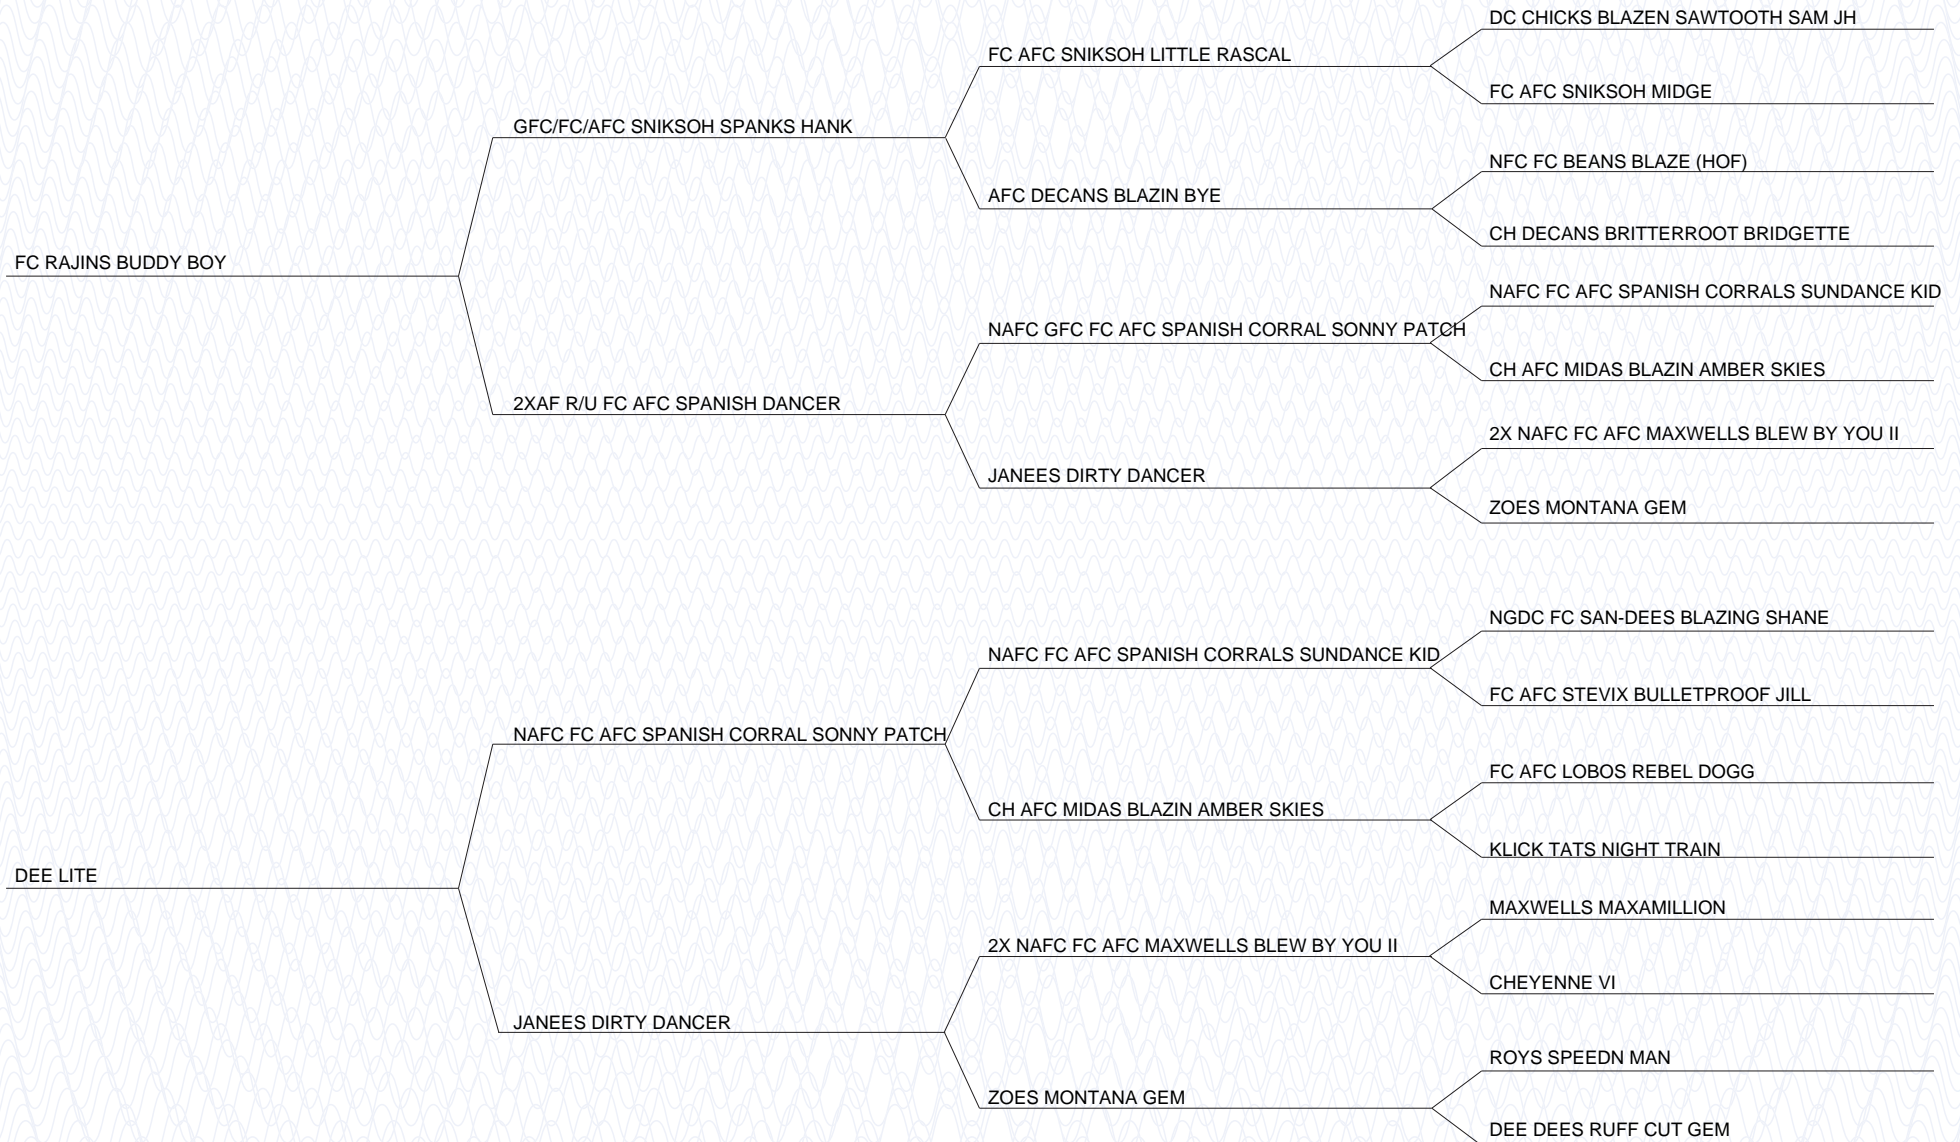 DC CHICKS BLAZEN SAWTOOTH SAM JH
FC AFC SNIKSOH LITTLE RASCAL
FC AFC SNIKSOH MIDGE
GFC/FC/AFC SNIKSOH SPANKS HANK
NFC FC BEANS BLAZE (HOF)
AFC DECANS BLAZIN BYE
CH DECANS BRITTERROOT BRIDGETTE
FC RAJINS BUDDY BOY
NAFC FC AFC SPANISH CORRALS SUNDANCE KID
NAFC GFC FC AFC SPANISH CORRAL SONNY PATCH
CH AFC MIDAS BLAZIN AMBER SKIES
2XAF R/U FC AFC SPANISH DANCER
2X NAFC FC AFC MAXWELLS BLEW BY YOU II
JANEES DIRTY DANCER
ZOES MONTANA GEM
NGDC FC SAN-DEES BLAZING SHANE
NAFC FC AFC SPANISH CORRALS SUNDANCE KID
FC AFC STEVIX BULLETPROOF JILL
NAFC FC AFC SPANISH CORRAL SONNY PATCH
FC AFC LOBOS REBEL DOGG
CH AFC MIDAS BLAZIN AMBER SKIES
KLICK TATS NIGHT TRAIN
DEE LITE
MAXWELLS MAXAMILLION
2X NAFC FC AFC MAXWELLS BLEW BY YOU II
CHEYENNE VI
JANEES DIRTY DANCER
ROYS SPEEDN MAN
ZOES MONTANA GEM
DEE DEES RUFF CUT GEM